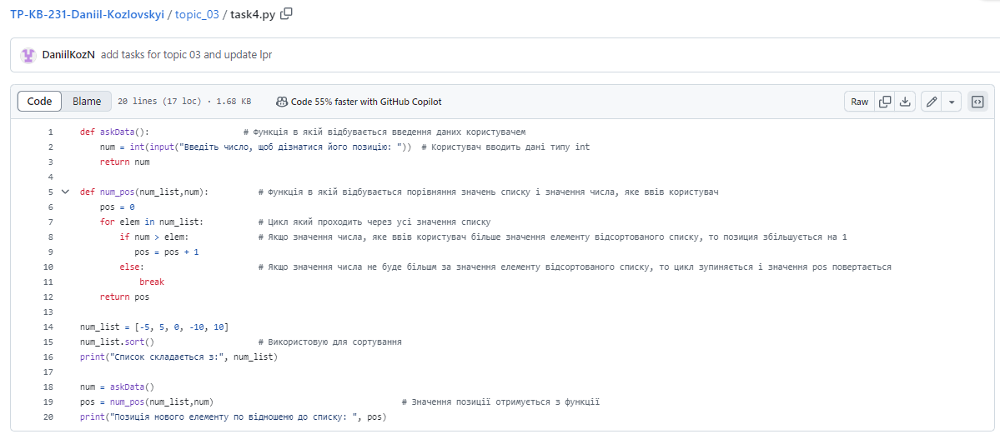 TP-KB-231-Daniil-Kozlovskyi / topic_03 / task4.py
DaniilKozN add tasks for topic 03 and update lpr
Code Blame 20 lines (17 loc) · 1.68 KB Code 55% faster with GitHub Copilot Raw
1 def askData(): # Функція в якій відбувається введення даних користувачем
2 num = int(input("Введіть число, щоб дізнатися його позицію: ")) # Користувач вводить дані типу int
3 return num
4
5 def num_pos(num_list,num): # Функція в якій відбувається порівняння значень списку і значення числа, яке ввів користувач
6 pos = 0
7 for elem in num_list: # Цикл який проходить через усі значення списку
8 if num > elem: # Якщо значення числа, яке ввів користувач більше значення елементу відсортованого списку, то позиция збільшується на 1
9 pos = pos + 1
10 else: # Якщо значення числа не буде більшм за значення елементу відсортованого списку, то цикл зупиняється і значення pos повертається
11 break
12 return pos
13
14 num_list = [-5, 5, 0, -10, 10]
15 num_list.sort() # Використовую для сортування
16 print("Список складається з:", num_list)
17
18 num = askData()
19 pos = num_pos(num_list,num) # Значення позиції отримується з функції
20 print("Позиція нового елементу по відношеню до списку: ", pos)